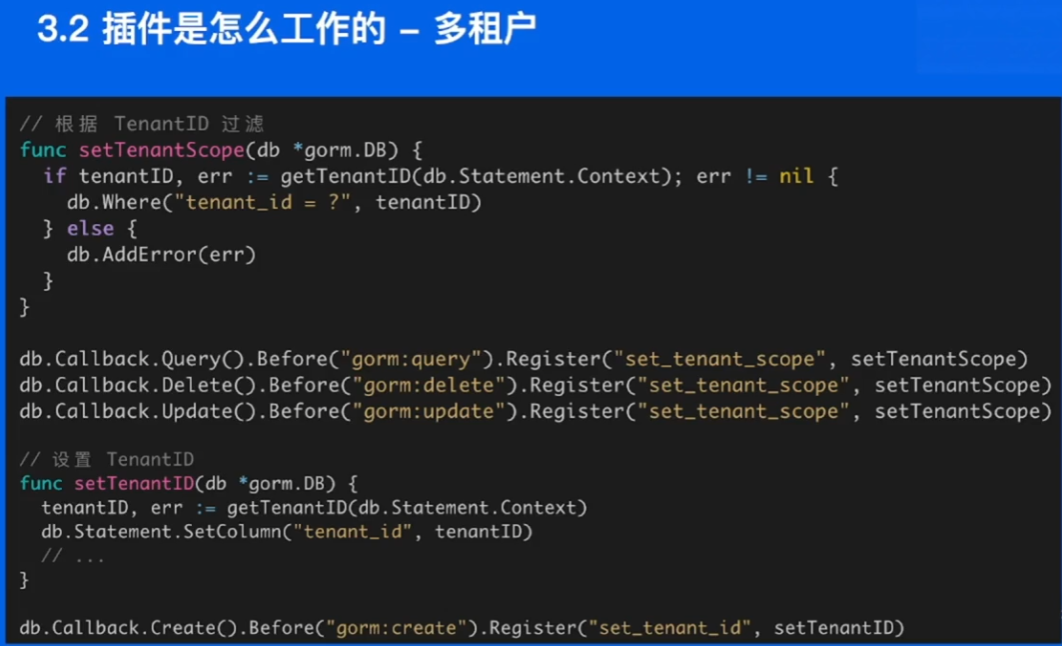 3.2 插件是怎么工作的 – 多租户
// 根据 TenantID 过滤
func setTenantScope(db *gorm.DB) {
  if tenantID, err := getTenantID(db.Statement.Context); err != nil {
    db.Where("tenant_id = ?", tenantID)
  } else {
    db.AddError(err)
  }
}
db.Callback.Query().Before("gorm:query").Register("set_tenant_scope", setTenantScope)
db.Callback.Delete().Before("gorm:delete").Register("set_tenant_scope", setTenantScope)
db.Callback.Update().Before("gorm:update").Register("set_tenant_scope", setTenantScope)
// 设置 TenantID
func setTenantID(db *gorm.DB) {
  tenantID, err := getTenantID(db.Statement.Context)
  db.Statement.SetColumn("tenant_id", tenantID)
  // ...
}
db.Callback.Create().Before("gorm:create").Register("set_tenant_id", setTenantID)